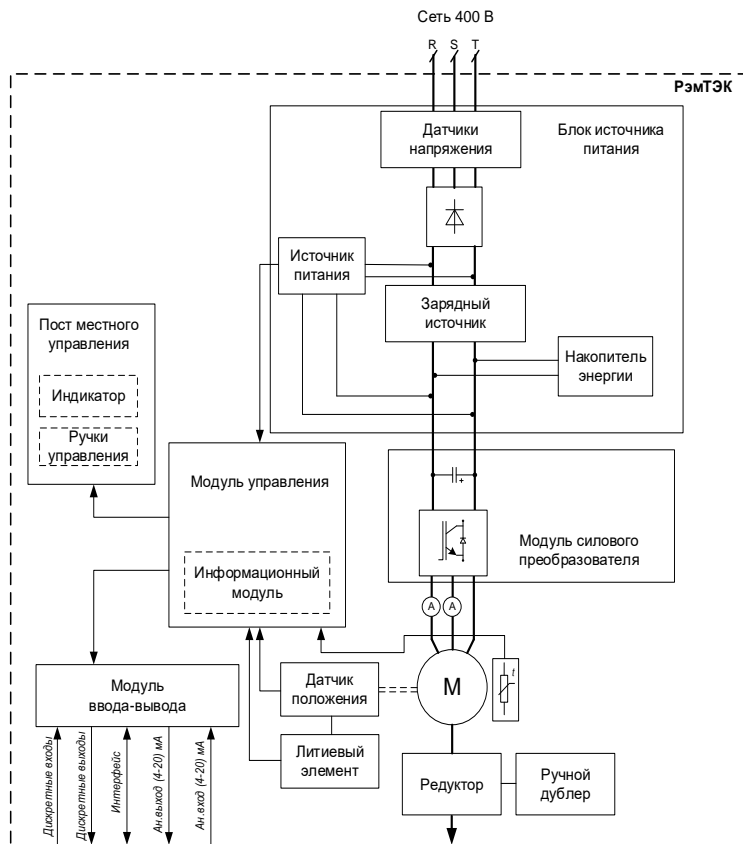 Сеть 400 В
R S T
РэмТЭК
Датчики
напряжения
Блок источника
питания
Источник
питания
Зарядный
источник
Накопитель
энергии
Пост местного
управления
Индикатор
Ручки
управления
Модуль управления
Информационный
модуль
+
Модуль силового
преобразователя
A A
Модуль
ввода-вывода
Датчик
положения
M
t
Литиевый
элемент
Редуктор
Ручной
дублер
Дискретные входы
Дискретные выходы
Интерфейс
Ан.выход (4-20) мА
Ан.вход (4-20) мА